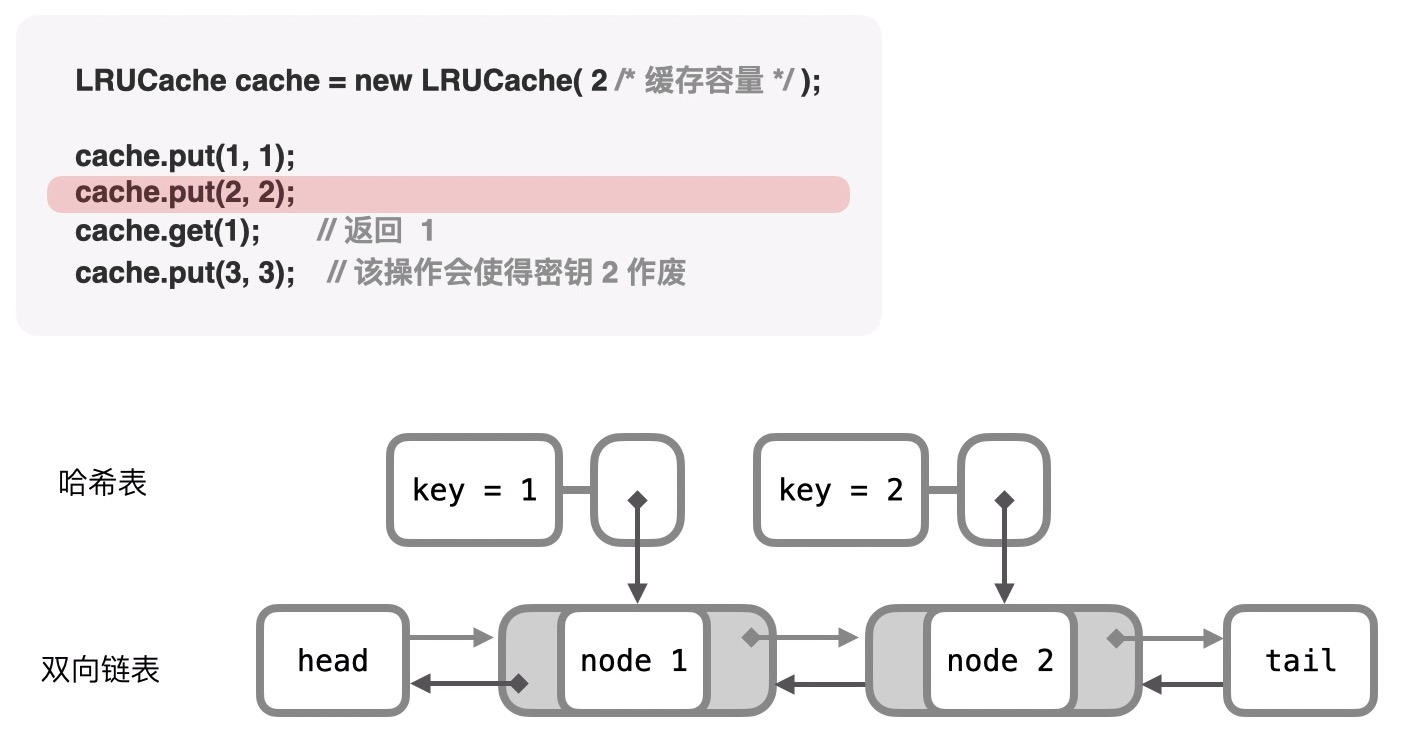 LRUCache cache = new LRUCache( 2 /* 缓存容量 */ );
cache.put(1, 1);
cache.put(2, 2);
cache.get(1); // 返回 1
cache.put(3, 3); // 该操作会使得密钥 2 作废
哈希表
key = 1
key = 2
双向链表
head
node 1
node 2
tail